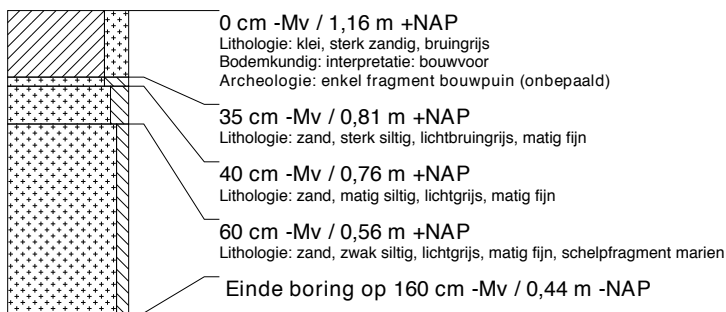 0 cm -Mv / 1,16 m +NAP
Lithologie: klei, sterk zandig, bruingrijs
Bodemkundig: interpretatie: bouwvoor
Archeologie: enkel fragment bouwpuin (onbepaald)
35 cm -Mv / 0,81 m +NAP
Lithologie: zand, sterk siltig, lichtbruingrijs, matig fijn
40 cm -Mv / 0,76 m +NAP
Lithologie: zand, matig siltig, lichtgrijs, matig fijn
60 cm -Mv / 0,56 m +NAP
Lithologie: zand, zwak siltig, lichtgrijs, matig fijn, schelpfragment marien
Einde boring op 160 cm -Mv / 0,44 m -NAP